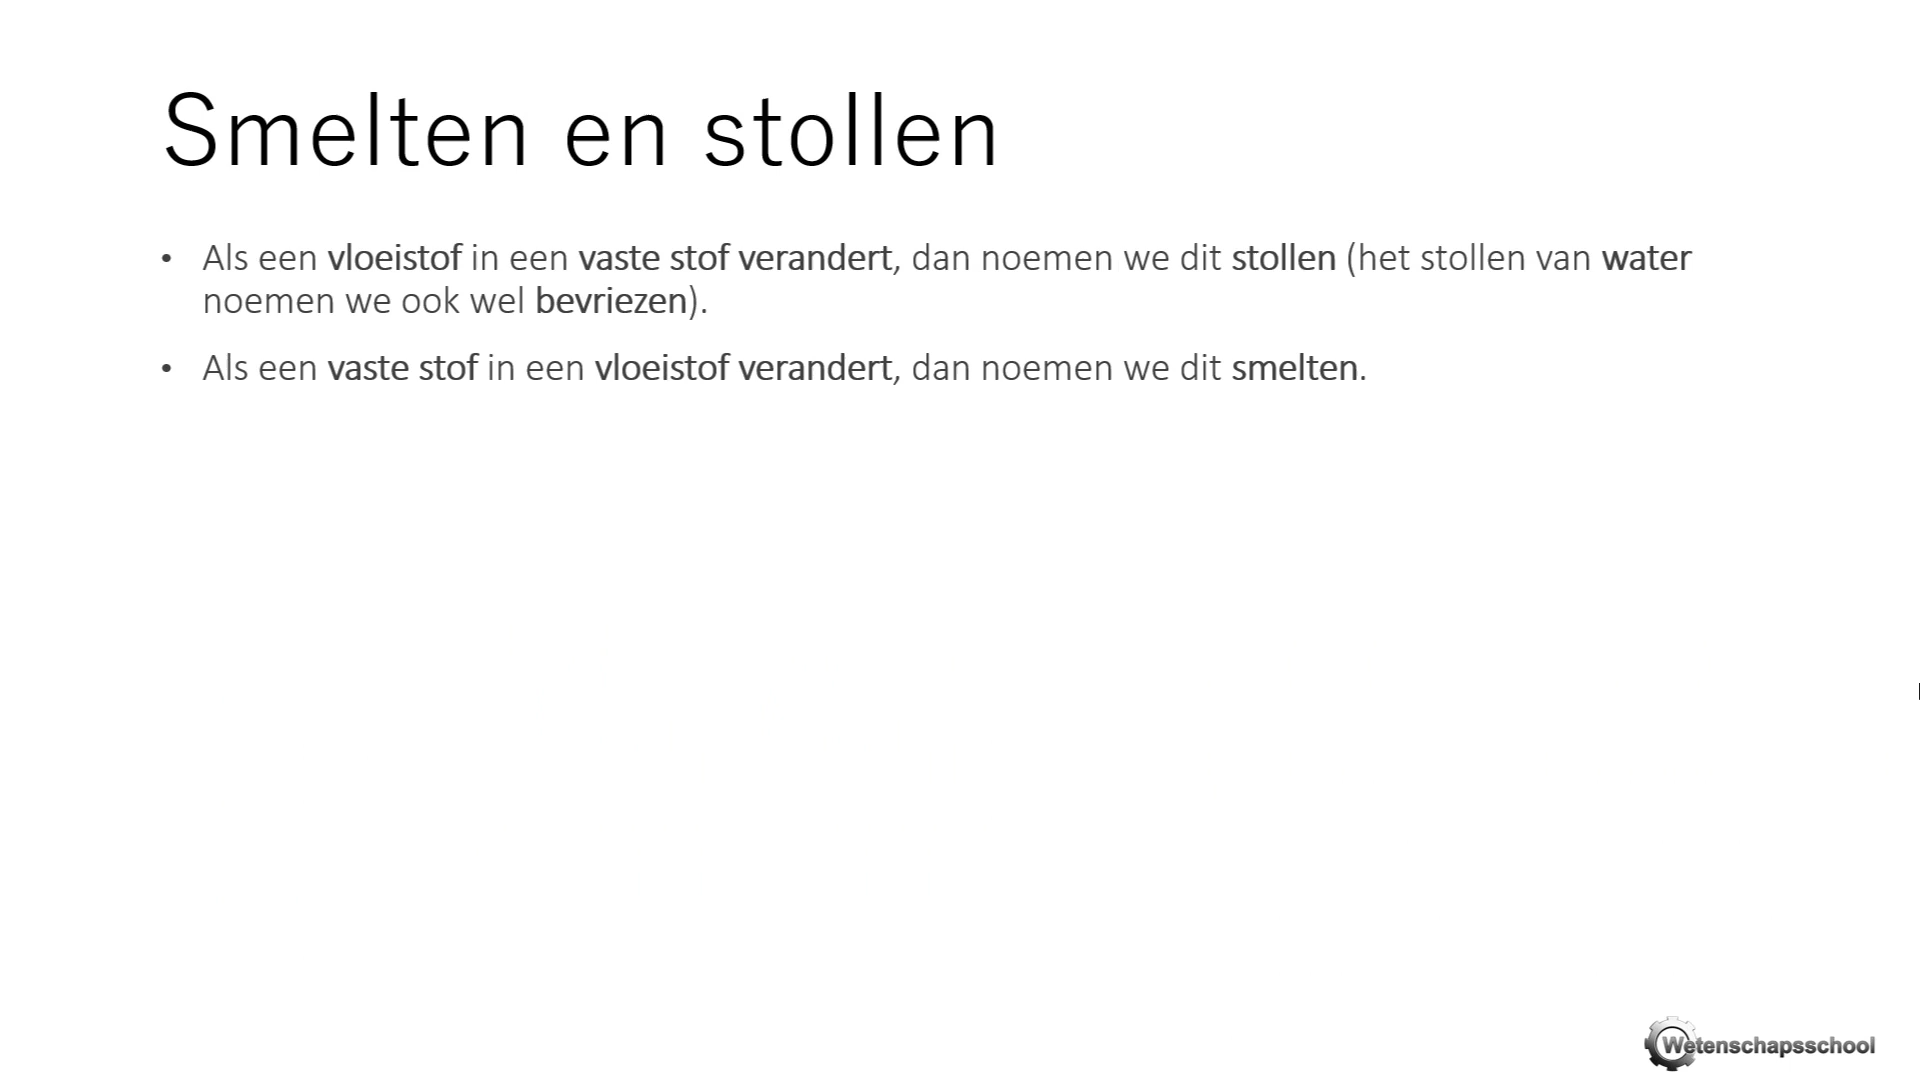 Smelten en stollen
• Als een vloeistof in een vaste stof verandert, dan noemen we dit stollen (het stollen van water
noemen we ook wel bevriezen).
• Als een vaste stof in een vloeistof verandert, dan noemen we dit smelten.
Wetenschapsschool